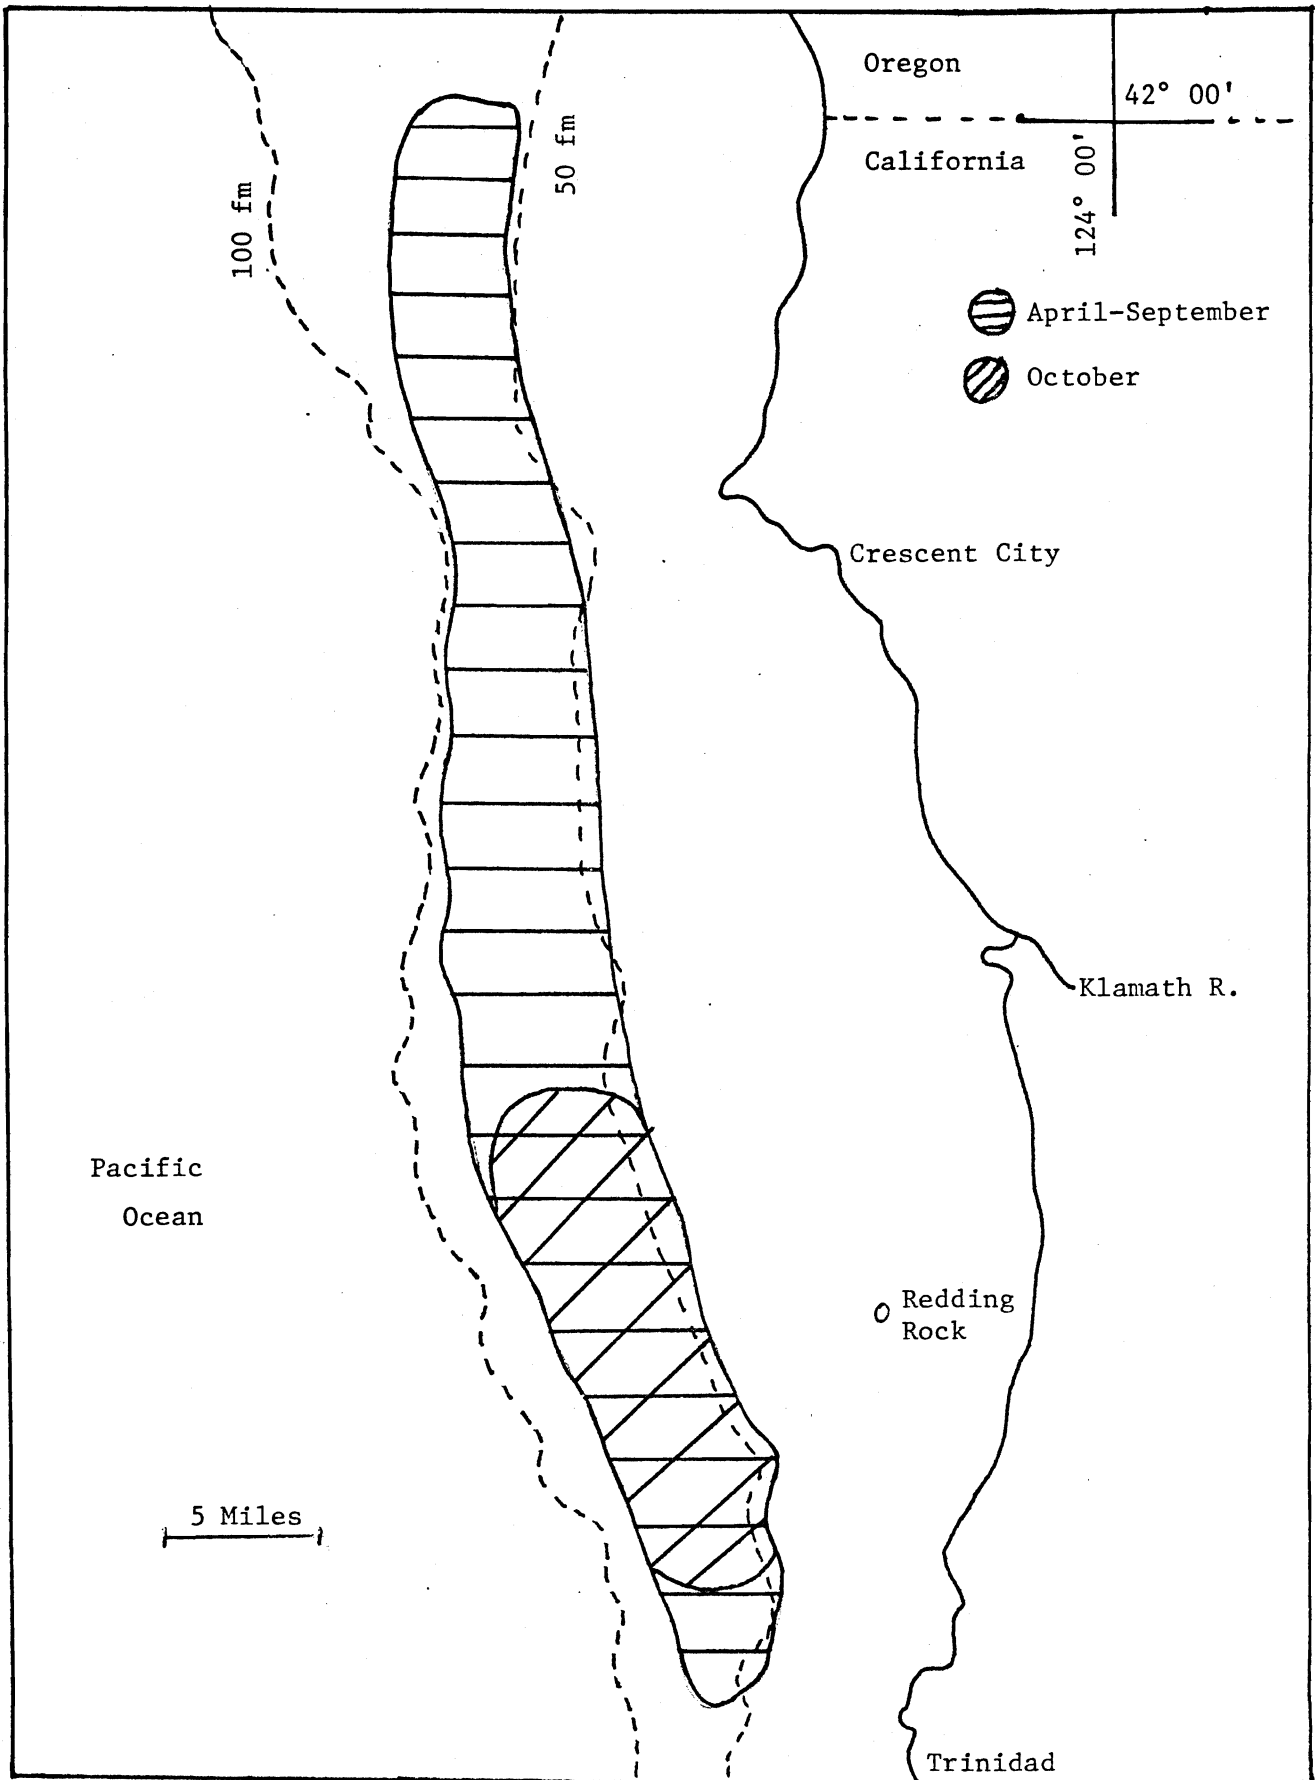 Oregon
42° 00'
California
124° 00'
50 fm
100 fm
April-September
October
Crescent City
Klamath R.
Pacific
Ocean
Redding
Rock
5 Miles
Trinidad